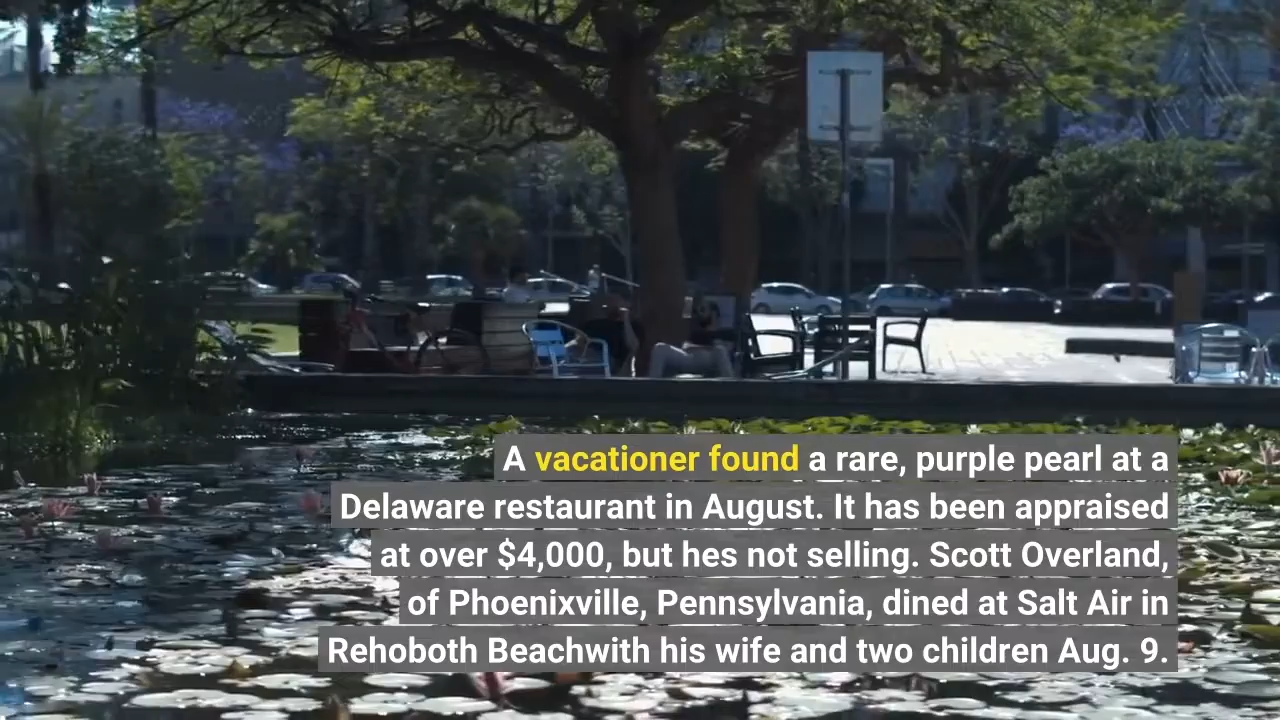 A vacationer found a rare, purple pearl at a
Delaware restaurant in August. It has been appraised
at over $4,000, but hes not selling. Scott Overland,
of Phoenixville, Pennsylvania, dined at Salt Air in
Rehoboth Beachwith his wife and two children Aug. 9.